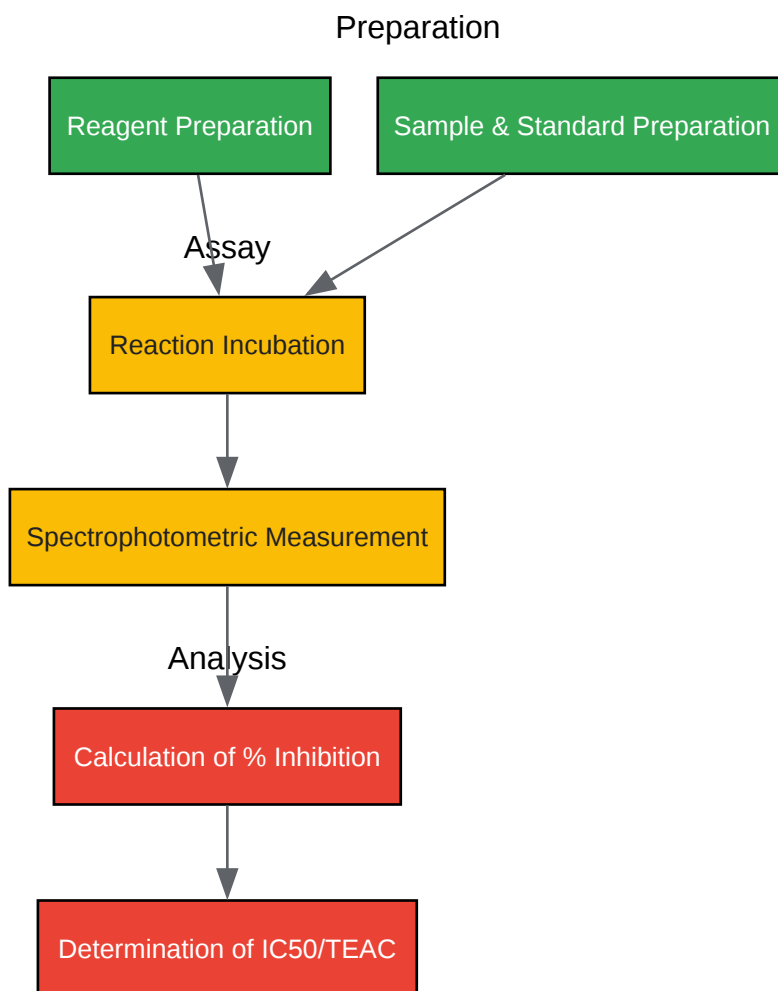 Preparation
Reagent Preparation
Sample & Standard Preparation
Assay
Reaction Incubation
Spectrophotometric Measurement
Analysis
Calculation of % Inhibition
Determination of IC50/TEAC